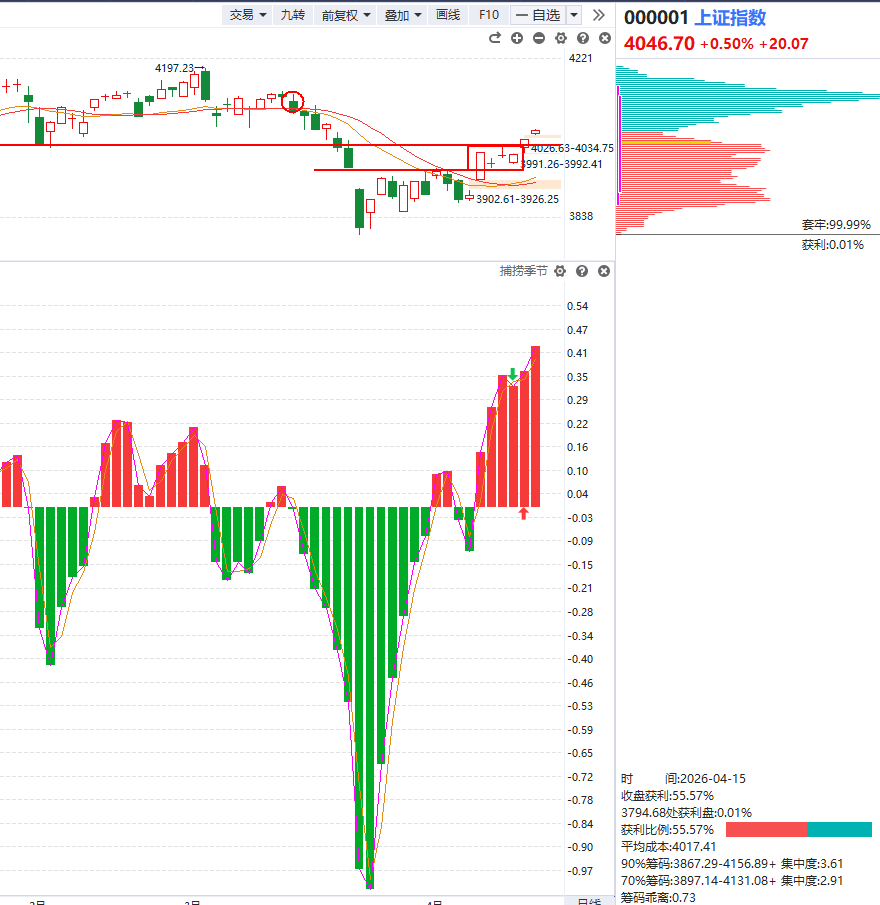 交易 九转 前复权 叠加 画线 F10 一自选
000001 上证指数
4046.70 +0.50% +20.07
4221
4197.23→
4026.63-4034.75
3991.26-3992.41
3902.61-3926.25
3838
套牢:99.99%
获利:0.01%
捕捞季节
0.54
0.47
0.41
0.35
0.29
0.22
0.16
0.10
0.04
-0.03
-0.09
-0.15
-0.21
-0.28
-0.34
-0.40
-0.46
-0.53
-0.59
-0.65
-0.72
-0.78
-0.84
-0.90
-0.97
时 间:2026-04-15
收盘获利:55.57%
3794.68处获利盘:0.01%
获利比例:55.57%
平均成本:4017.41
90%筹码:3867.29-4156.89+ 集中度:3.61
70%筹码:3897.14-4131.08+ 集中度:2.91
筹码乖离:0.73
4月
日线